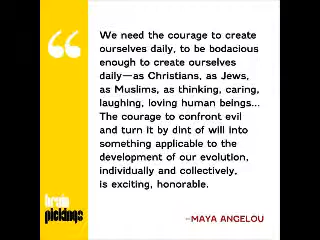 We need the courage to create
ourselves daily, to be bodacious
enough to create ourselves
daily—as Christians, as Jews,
as Muslims, as thinking, caring,
laughing, loving human beings...
The courage to confront evil
and turn it by dint of will into
something applicable to the
development of our evolution,
individually and collectively,
is exciting, honorable.
–MAYA ANGELOU
brain
pickings